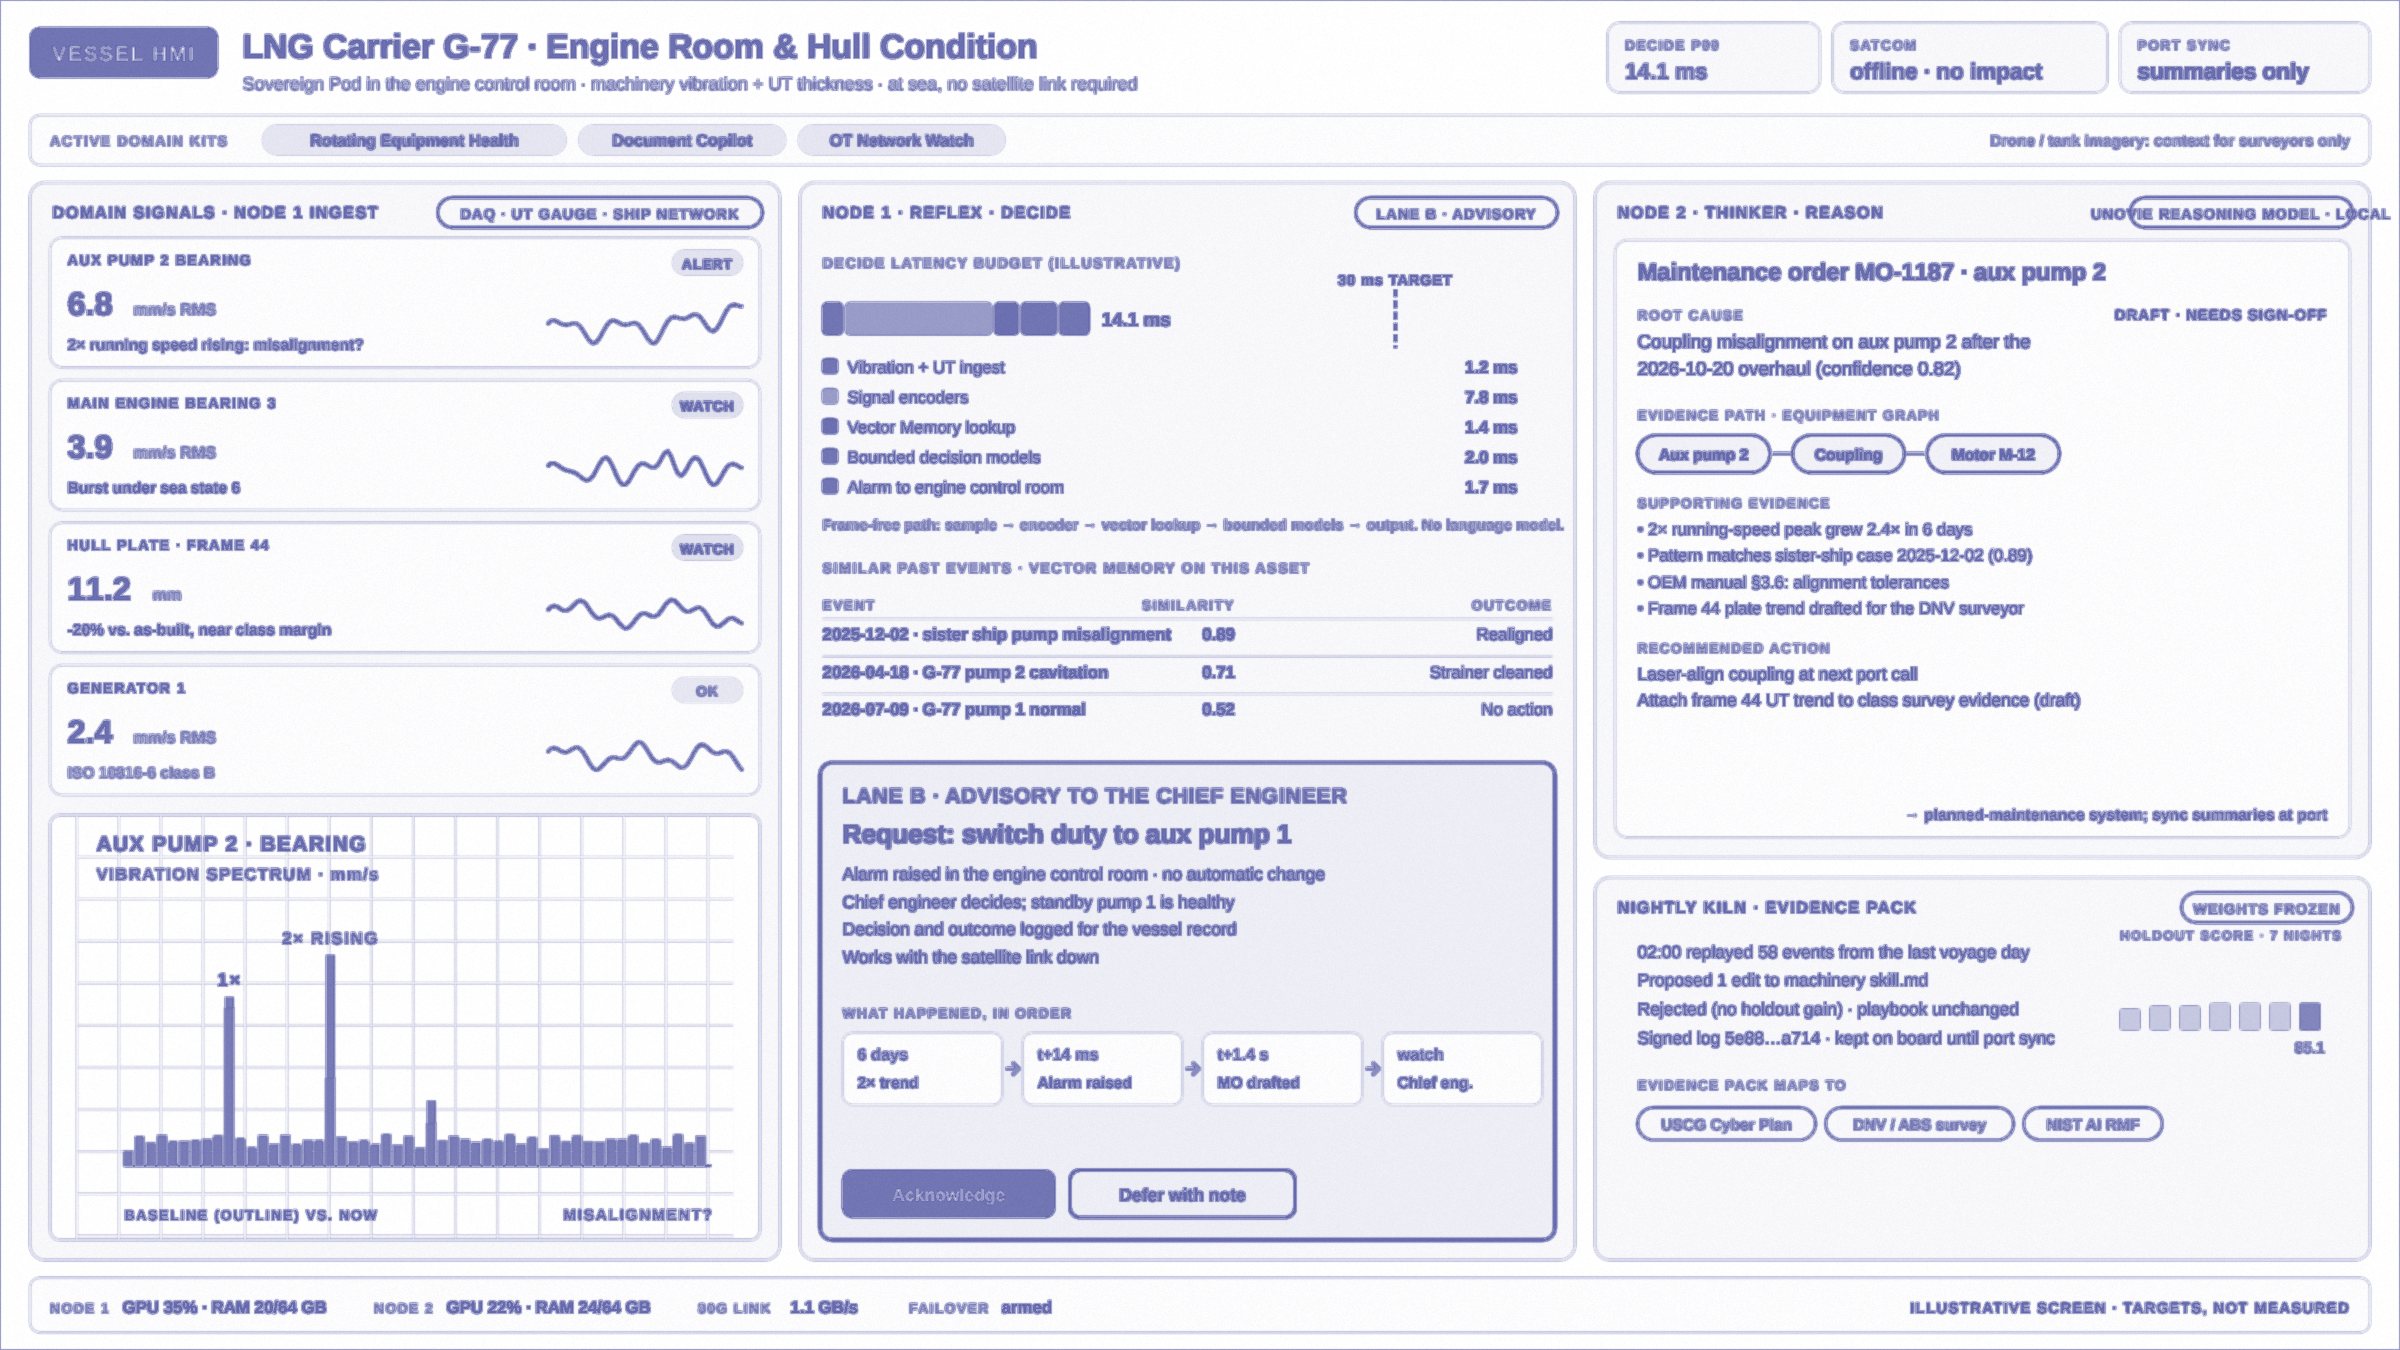 VESSEL HMI
LNG Carrier G-77 · Engine Room & Hull Condition
Sovereign Pod in the engine control room · machinery vibration + UT thickness · at sea, no satellite link required
DECIDE P99
14.1 ms
SATCOM
offline · no impact
PORT SYNC
summaries only
ACTIVE DOMAIN KITS
Rotating Equipment Health
Document Copilot
OT Network Watch
Drone / tank imagery: context for surveyors only
DOMAIN SIGNALS · NODE 1 INGEST
DAQ · UT GAUGE · SHIP NETWORK
AUX PUMP 2 BEARING
ALERT
6.8 mm/s RMS
2× running speed rising: misalignment?
MAIN ENGINE BEARING 3
WATCH
3.9 mm/s RMS
Burst under sea state 6
HULL PLATE · FRAME 44
WATCH
11.2 mm
-20% vs. as-built, near class margin
GENERATOR 1
OK
2.4 mm/s RMS
ISO 10816-6 class B
AUX PUMP 2 · BEARING
VIBRATION SPECTRUM · mm/s
2× RISING
1×
BASELINE (OUTLINE) VS. NOW
MISALIGNMENT?
NODE 1 · REFLEX · DECIDE
LANE B · ADVISORY
DECIDE LATENCY BUDGET (ILLUSTRATIVE)
30 ms TARGET
14.1 ms
Vibration + UT ingest 1.2 ms
Signal encoders 7.8 ms
Vector Memory lookup 1.4 ms
Bounded decision models 2.0 ms
Alarm to engine control room 1.7 ms
Frame-free path: sample → encoder → vector lookup → bounded models → output. No language model.
SIMILAR PAST EVENTS · VECTOR MEMORY ON THIS ASSET
EVENT SIMILARITY OUTCOME
2025-12-02 · sister ship pump misalignment 0.89 Realigned
2026-04-18 · G-77 pump 2 cavitation 0.71 Strainer cleaned
2026-07-09 · G-77 pump 1 normal 0.52 No action
LANE B · ADVISORY TO THE CHIEF ENGINEER
Request: switch duty to aux pump 1
Alarm raised in the engine control room · no automatic change
Chief engineer decides; standby pump 1 is healthy
Decision and outcome logged for the vessel record
Works with the satellite link down
WHAT HAPPENED, IN ORDER
6 days
2× trend
→
t+14 ms
Alarm raised
→
t+1.4 s
MO drafted
→
watch
Chief eng.
Acknowledge
Defer with note
NODE 2 · THINKER · REASON
UNOVIE REASONING MODEL · LOCAL
Maintenance order MO-1187 · aux pump 2
ROOT CAUSE
DRAFT · NEEDS SIGN-OFF
Coupling misalignment on aux pump 2 after the
2026-10-20 overhaul (confidence 0.82)
EVIDENCE PATH · EQUIPMENT GRAPH
Aux pump 2
Coupling
Motor M-12
SUPPORTING EVIDENCE
• 2× running-speed peak grew 2.4× in 6 days
• Pattern matches sister-ship case 2025-12-02 (0.89)
• OEM manual §3.6: alignment tolerances
• Frame 44 plate trend drafted for the DNV surveyor
RECOMMENDED ACTION
Laser-align coupling at next port call
Attach frame 44 UT trend to class survey evidence (draft)
→ planned-maintenance system; sync summaries at port
NIGHTLY KILN · EVIDENCE PACK
WEIGHTS FROZEN
HOLDOUT SCORE · 7 NIGHTS
02:00 replayed 58 events from the last voyage day
Proposed 1 edit to machinery skill.md
Rejected (no holdout gain) · playbook unchanged
Signed log 5e88…a714 · kept on board until port sync
85.1
EVIDENCE PACK MAPS TO
USCG Cyber Plan
DNV / ABS survey
NIST AI RMF
NODE 1 GPU 35% · RAM 20/64 GB
NODE 2 GPU 22% · RAM 24/64 GB
80G LINK 1.1 GB/s
FAILOVER armed
ILLUSTRATIVE SCREEN · TARGETS, NOT MEASURED